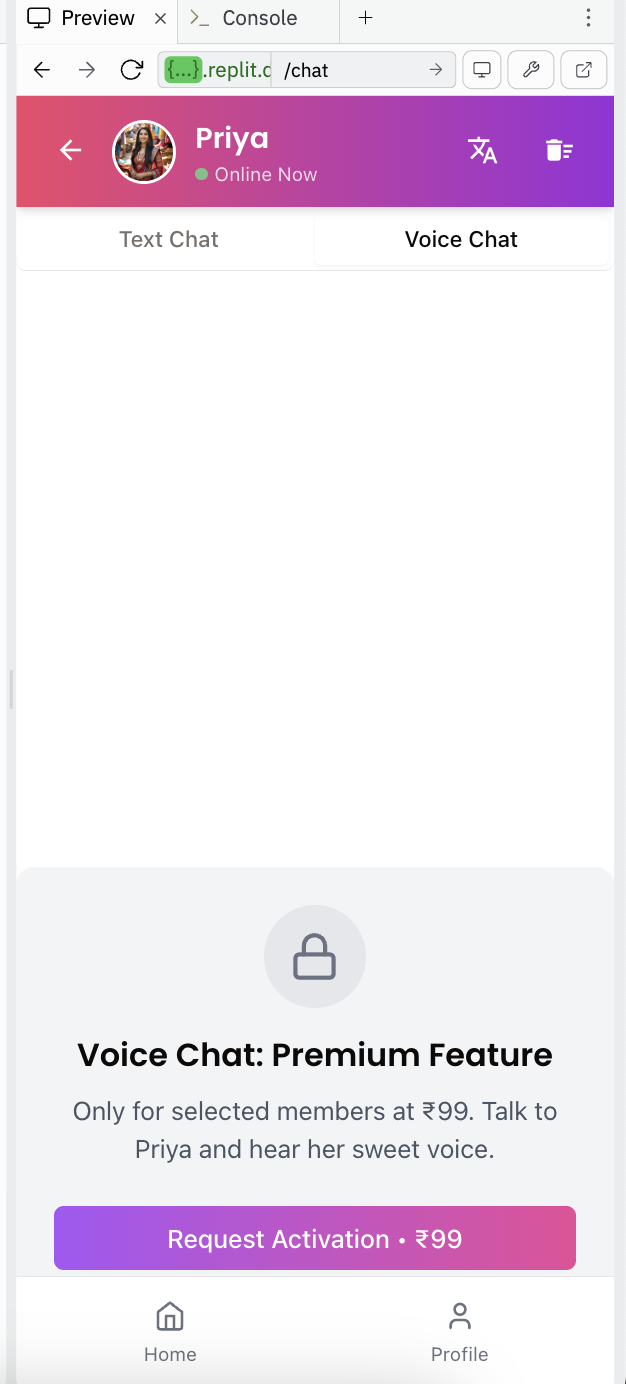 Preview
Console
{...}.replit.c
/chat
Priya
Online Now
Text Chat
Voice Chat
Voice Chat: Premium Feature
Only for selected members at ₹99. Talk to
Priya and hear her sweet voice.
Request Activation • ₹99
Home
Profile